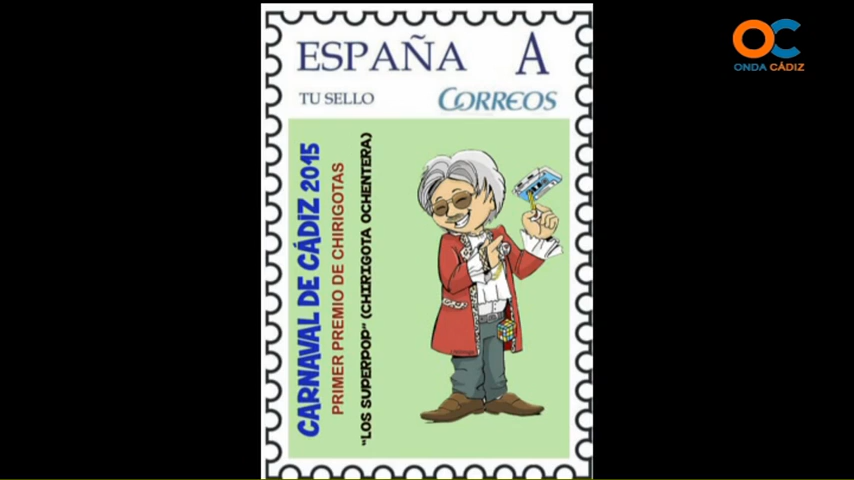 ESPAÑA A
TU SELLO CORREOS
CARNAVAL DE CÁDIZ 2015
PRIMER PREMIO DE CHIRIGOTAS
"LOS SUPERPOP" (CHIRIGOTA OCHENTERA)
OC
ONDA CÁDIZ